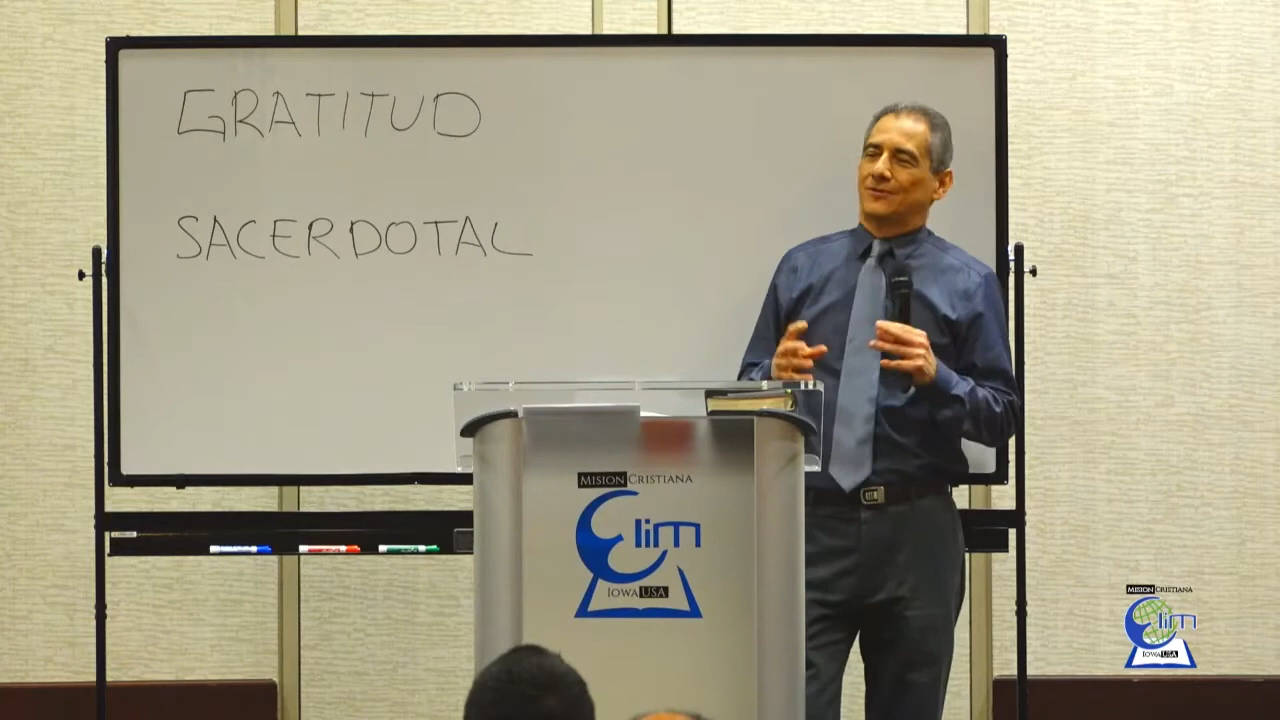 GRATITUD
SACERDOTAL
MISION CRISTIANA
Elim
IOWA USA
MISION CRISTIANA
Elim
IOWA USA